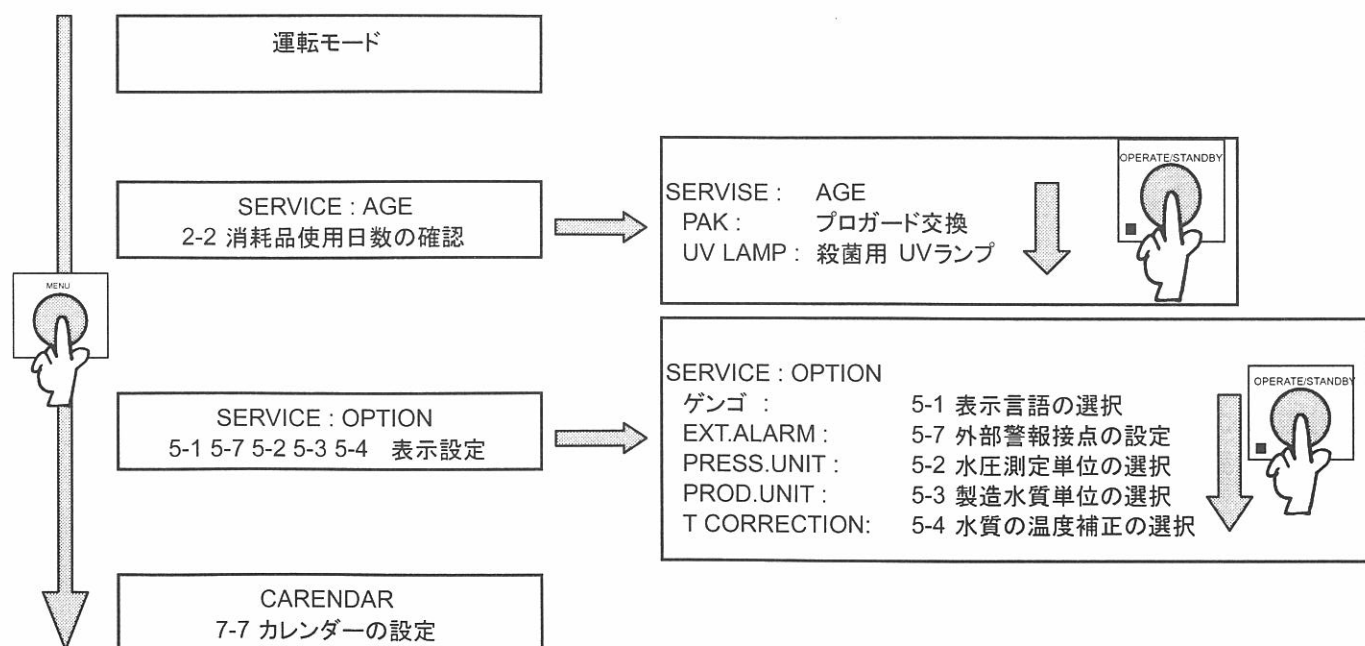 運転モード
SERVICE : AGE
2-2 消耗品使用日数の確認
SERVISE : AGE
PAK : プロガード交換
UV LAMP : 殺菌用 UVランプ
OPERATE/STANDBY
MENU
SERVICE : OPTION
5-1 5-7 5-2 5-3 5-4 表示設定
SERVICE : OPTION
ゲンゴ : 5-1 表示言語の選択
EXT.ALARM : 5-7 外部警報接点の設定
PRESS.UNIT : 5-2 水圧測定単位の選択
PROD.UNIT : 5-3 製造水質単位の選択
T CORRECTION: 5-4 水質の温度補正の選択
OPERATE/STANDBY
CARENDAR
7-7 カレンダーの設定